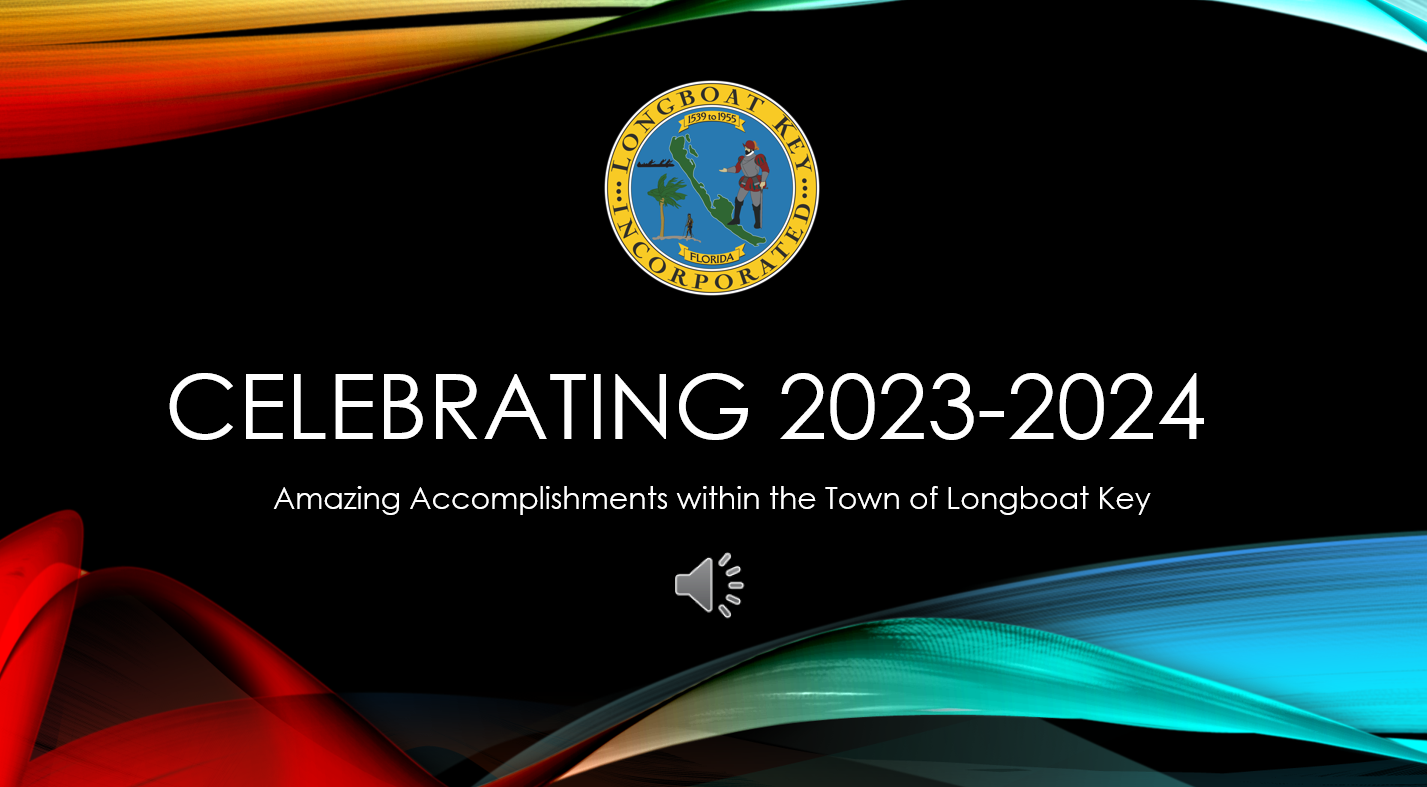 LONGBOAT KEY
1539 to 1955
FLORIDA
INCORPORATED
CELEBRATING 2023-2024
Amazing Accomplishments within the Town of Longboat Key